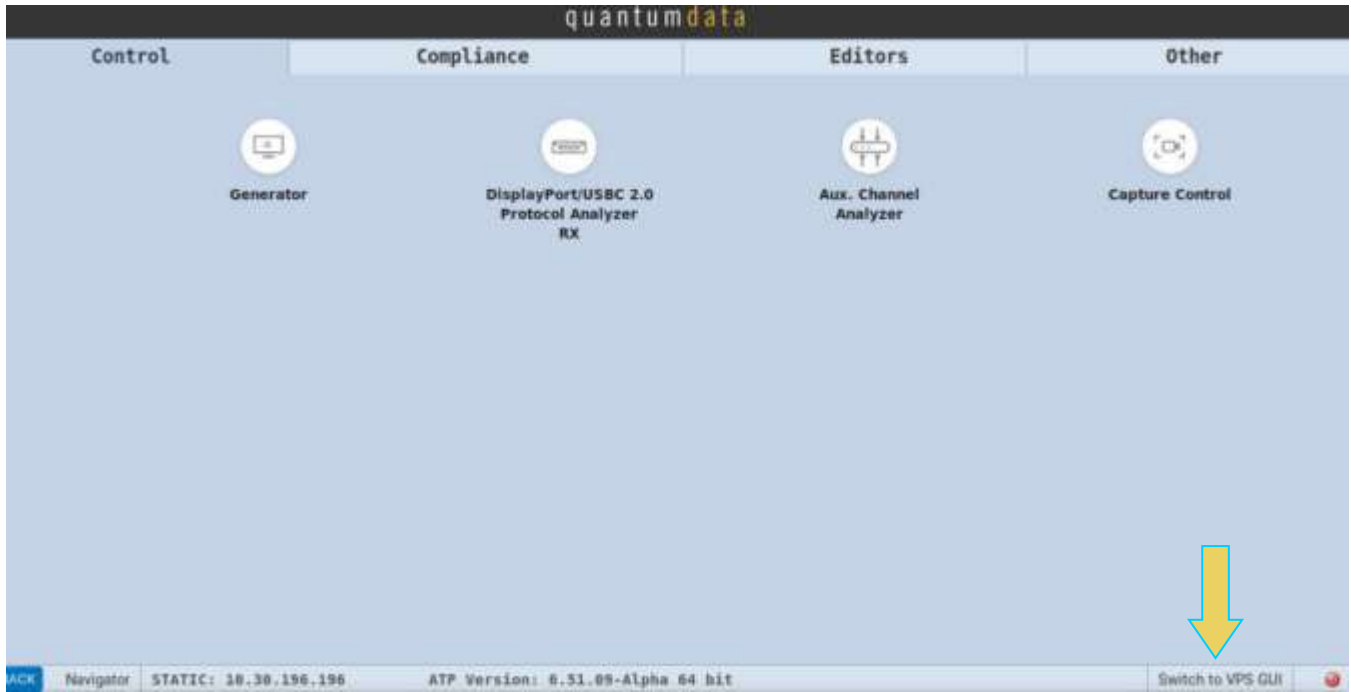 quantumdata
Control Compliance Editors Other
Generator
DisplayPort/USBC 2.0
Protocol Analyzer
RX
Aux. Channel
Analyzer
Capture Control
Navigator STATIC: 10.30.196.196 ATP Version: 6.51.09-Alpha 64 bit Switch to VPS GUI